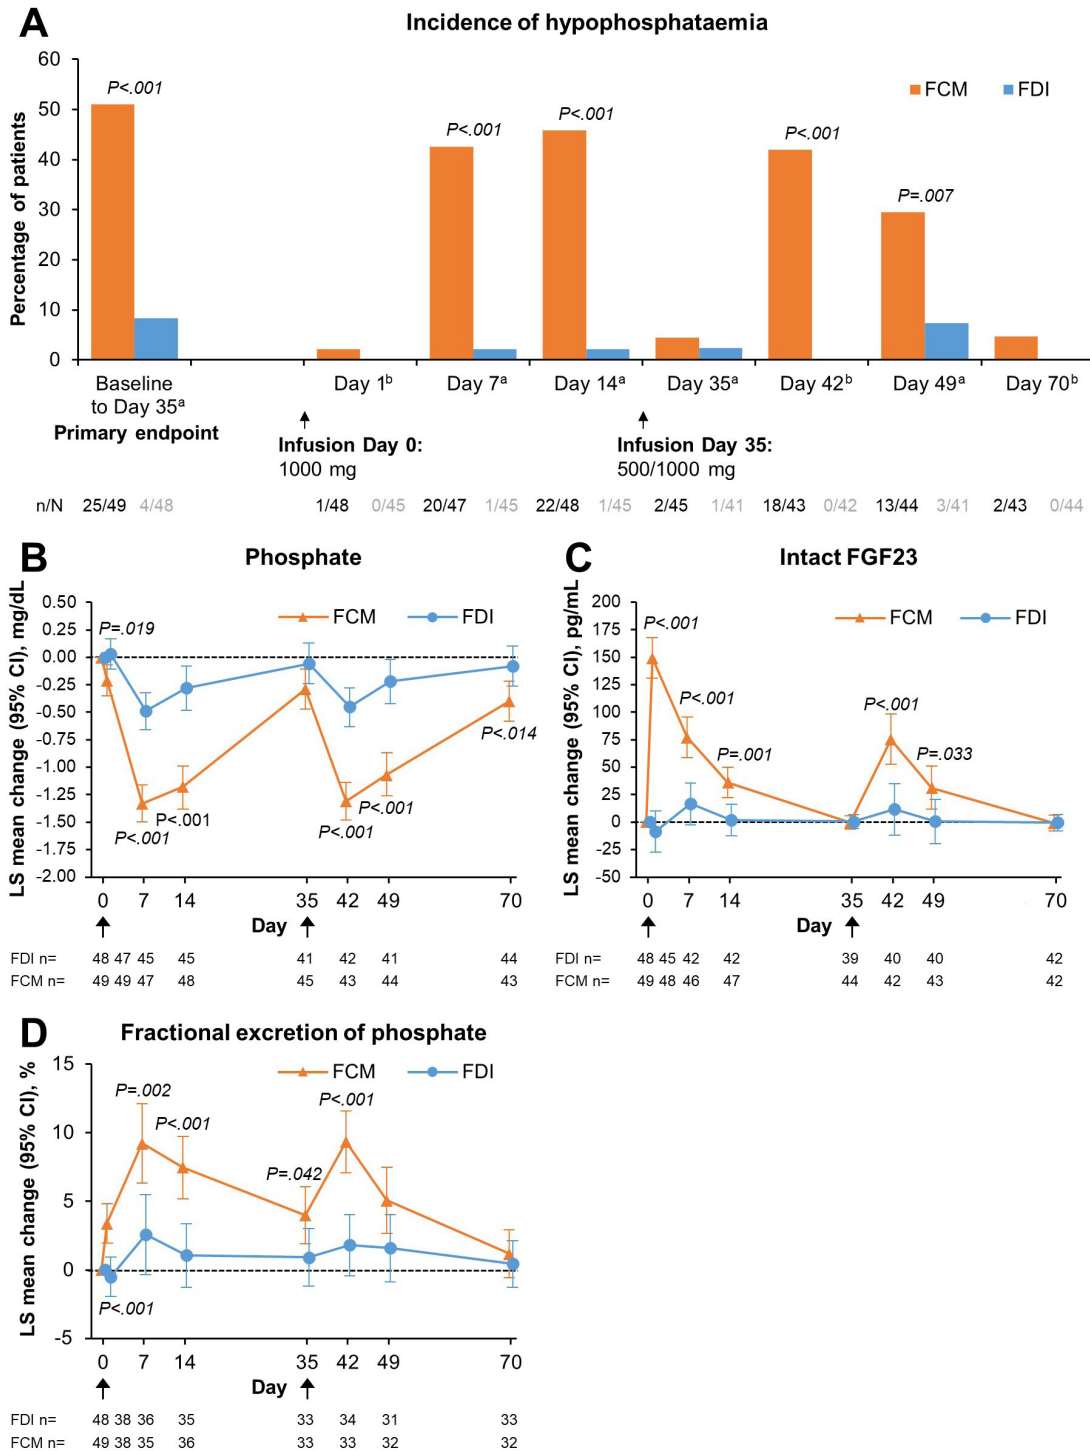 A
Incidence of hypophosphataemia
Percentage of patients
60
50
40
30
20
10
0
FCM FDI
P<.001
P<.001
P<.001
P<.001
P=.007
Baseline to Day 35ᵃ
Primary endpoint
Day 1ᵇ Day 7ᵃ Day 14ᵃ Day 35ᵃ Day 42ᵇ Day 49ᵃ Day 70ᵇ
Infusion Day 0:
1000 mg
Infusion Day 35:
500/1000 mg
n/N 25/49 4/48 1/48 0/45 20/47 1/45 22/48 1/45 2/45 1/41 18/43 0/42 13/44 3/41 2/43 0/44
B
Phosphate
LS mean change (95% CI), mg/dL
0.50
0.25
0.00
-0.25
-0.50
-0.75
-1.00
-1.25
-1.50
-1.75
-2.00
FCM FDI
P=.019
P<.001
P<.001
P<.001
P<.001
P<.014
0 7 14 35 42 49 70
Day
FDI n= 48 47 45 45 41 42 41 44
FCM n= 49 49 47 48 45 43 44 43
C
Intact FGF23
LS mean change (95% CI), pg/mL
200
175
150
125
100
75
50
25
0
-25
-50
FCM FDI
P<.001
P<.001
P=.001
P<.001
P=.033
0 7 14 35 42 49 70
Day
FDI n= 48 45 42 42 39 40 40 42
FCM n= 49 48 46 47 44 42 43 42
D
Fractional excretion of phosphate
LS mean change (95% CI), %
15
10
5
0
-5
FCM FDI
P=.002
P<.001
P=.042
P<.001
P<.001
0 7 14 35 42 49 70
Day
FDI n= 48 38 36 35 33 34 31 33
FCM n= 49 38 35 36 33 33 32 32